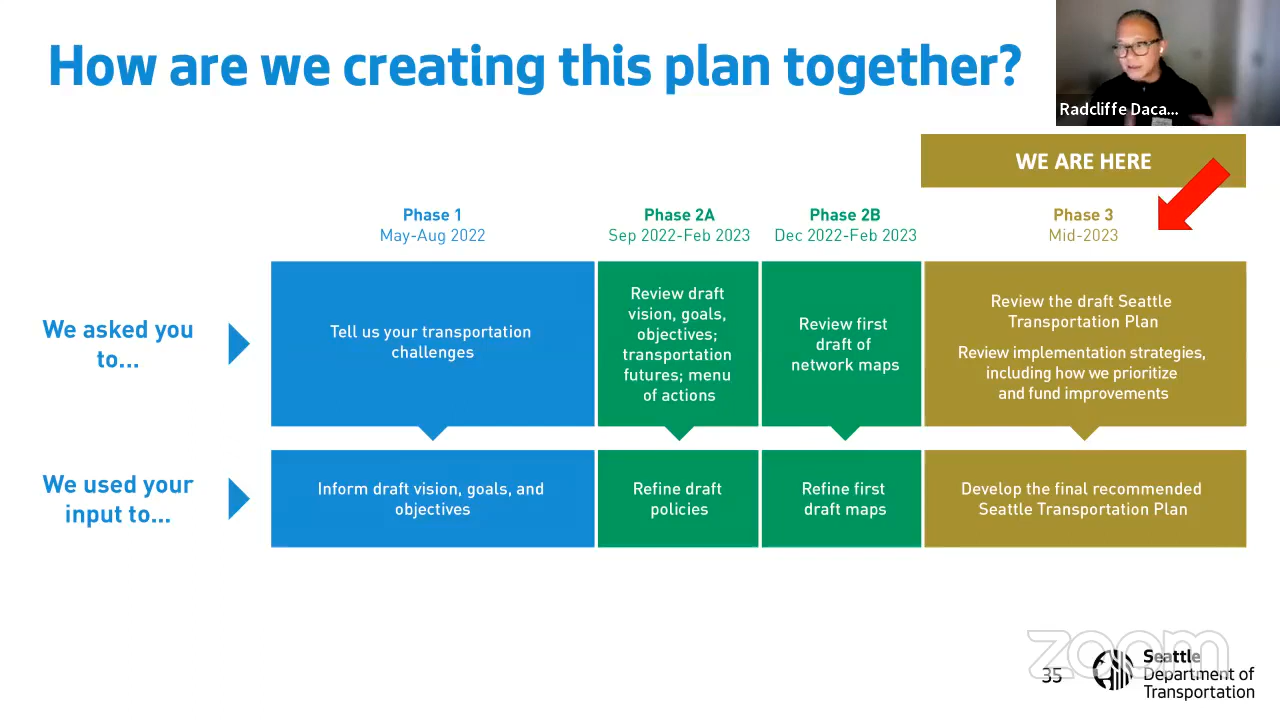 How are we creating this plan together?
Radcliffe Daca...
WE ARE HERE
Phase 1
May-Aug 2022
Phase 2A
Sep 2022-Feb 2023
Phase 2B
Dec 2022-Feb 2023
Phase 3
Mid-2023
We asked you
to...
Tell us your transportation
challenges
Review draft
vision, goals,
objectives;
transportation
futures; menu
of actions
Review first
draft of
network maps
Review the draft Seattle
Transportation Plan
Review implementation strategies,
including how we prioritize
and fund improvements
We used your
input to...
Inform draft vision, goals, and
objectives
Refine draft
policies
Refine first
draft maps
Develop the final recommended
Seattle Transportation Plan
zoom
35
Seattle
Department of
Transportation